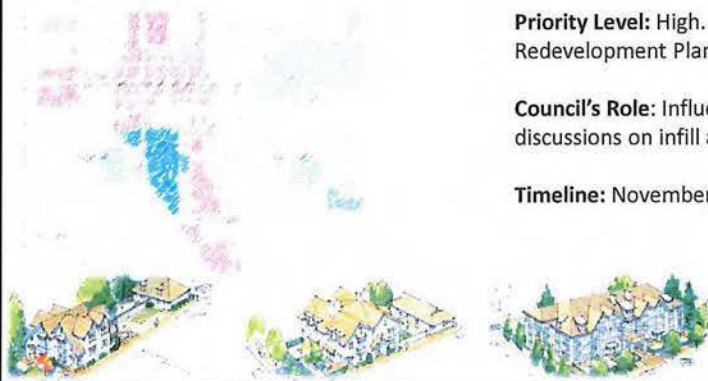 Priority Level: High.
Redevelopment Plan
Council's Role: Influe
discussions on infill a
Timeline: November